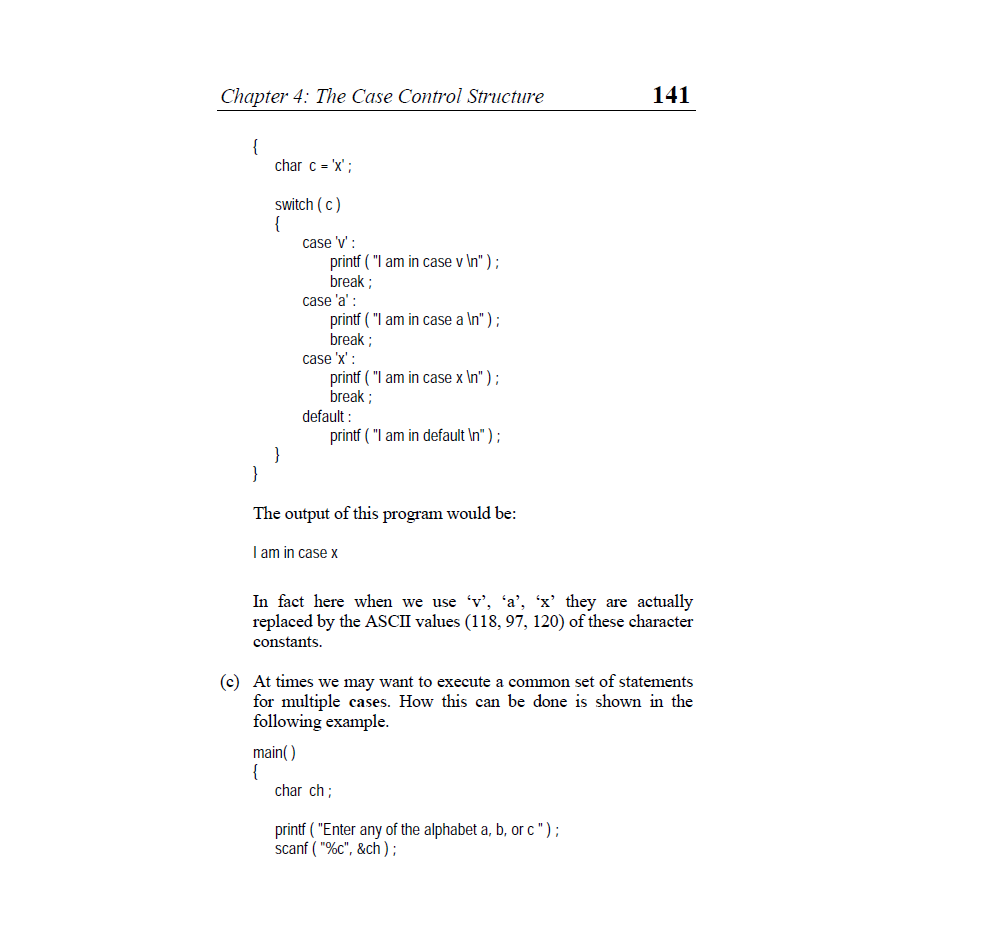 Chapter 4: The Case Control Structure 141
{
char c = 'x' ;
switch ( c )
{
case 'v' :
printf ( "I am in case v \n" ) ;
break ;
case 'a' :
printf ( "I am in case a \n" ) ;
break ;
case 'x' :
printf ( "I am in case x \n" ) ;
break ;
default :
printf ( "I am in default \n" ) ;
}
}
The output of this program would be:
I am in case x
In fact here when we use ‘v’, ‘a’, ‘x’ they are actually
replaced by the ASCII values (118, 97, 120) of these character
constants.
(c) At times we may want to execute a common set of statements
for multiple cases. How this can be done is shown in the
following example.
main( )
{
char ch ;
printf ( "Enter any of the alphabet a, b, or c " ) ;
scanf ( "%c", &ch ) ;